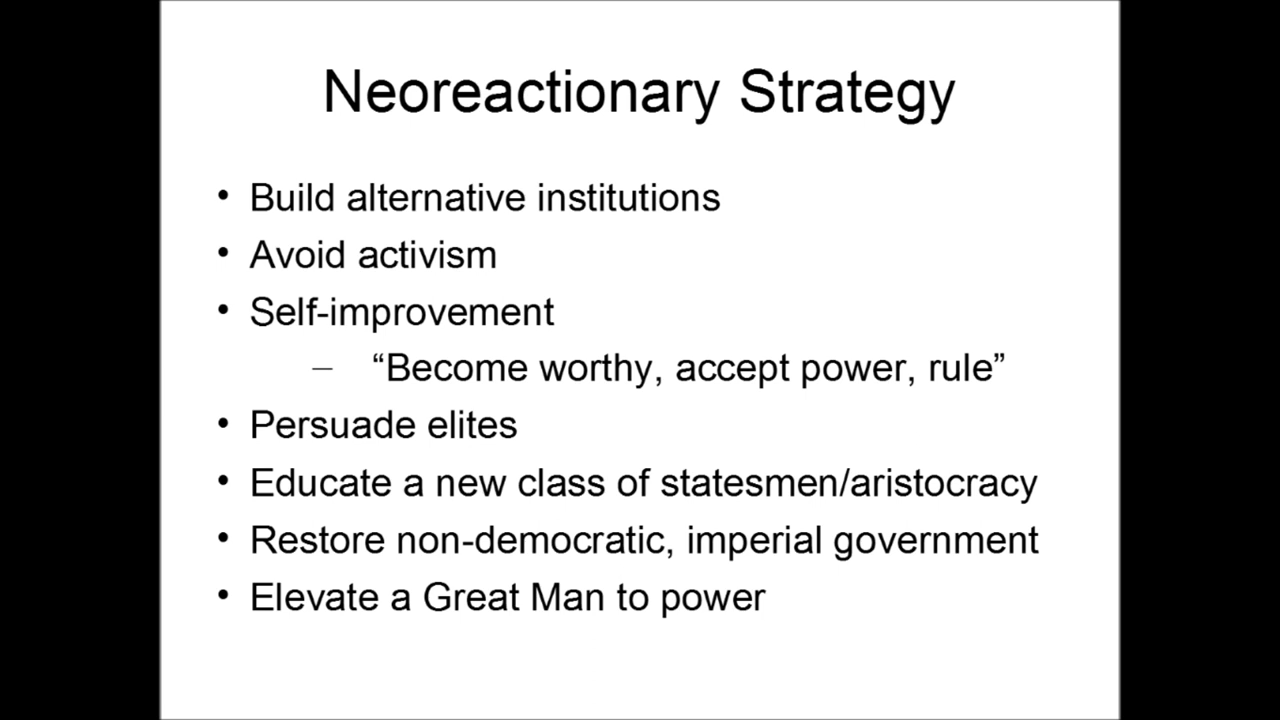 Neoreactionary Strategy
• Build alternative institutions
• Avoid activism
• Self-improvement
– “Become worthy, accept power, rule”
• Persuade elites
• Educate a new class of statesmen/aristocracy
• Restore non-democratic, imperial government
• Elevate a Great Man to power